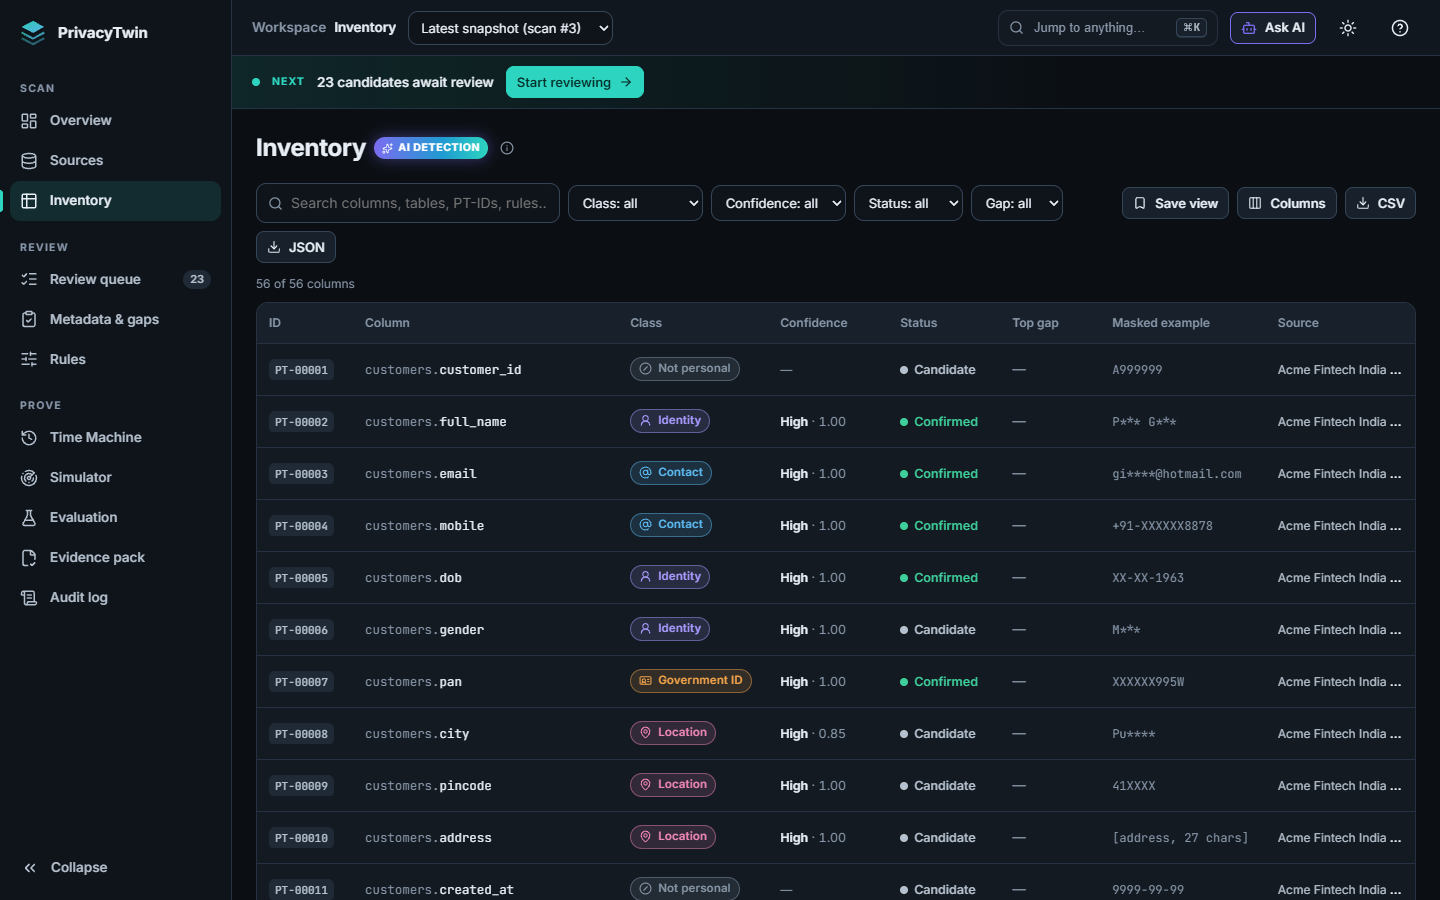 PrivacyTwin
SCAN
Overview
Sources
Inventory
REVIEW
Review queue 23
Metadata & gaps
Rules
PROVE
Time Machine
Simulator
Evaluation
Evidence pack
Audit log
Collapse
Workspace Inventory Latest snapshot (scan #3) Jump to anything... ⌘K Ask AI
NEXT 23 candidates await review Start reviewing →
Inventory AI DETECTION
Search columns, tables, PT-IDs, rules.. Class: all Confidence: all Status: all Gap: all Save view Columns CSV
JSON
56 of 56 columns
ID Column Class Confidence Status Top gap Masked example Source
PT-00001 customers.customer_id Not personal — Candidate — A999999 Acme Fintech India ...
PT-00002 customers.full_name Identity High · 1.00 Confirmed — P*** G*** Acme Fintech India ...
PT-00003 customers.email Contact High · 1.00 Confirmed — gi****@hotmail.com Acme Fintech India ...
PT-00004 customers.mobile Contact High · 1.00 Confirmed — +91-XXXXXX8878 Acme Fintech India ...
PT-00005 customers.dob Identity High · 1.00 Confirmed — XX-XX-1963 Acme Fintech India ...
PT-00006 customers.gender Identity High · 1.00 Candidate — M*** Acme Fintech India ...
PT-00007 customers.pan Government ID High · 1.00 Confirmed — XXXXXX995W Acme Fintech India ...
PT-00008 customers.city Location High · 0.85 Candidate — Pu**** Acme Fintech India ...
PT-00009 customers.pincode Location High · 1.00 Candidate — 41XXXX Acme Fintech India ...
PT-00010 customers.address Location High · 1.00 Candidate — [address, 27 chars] Acme Fintech India ...
PT-00011 customers.created_at Not personal — Candidate — 9999-99-99 Acme Fintech India ...